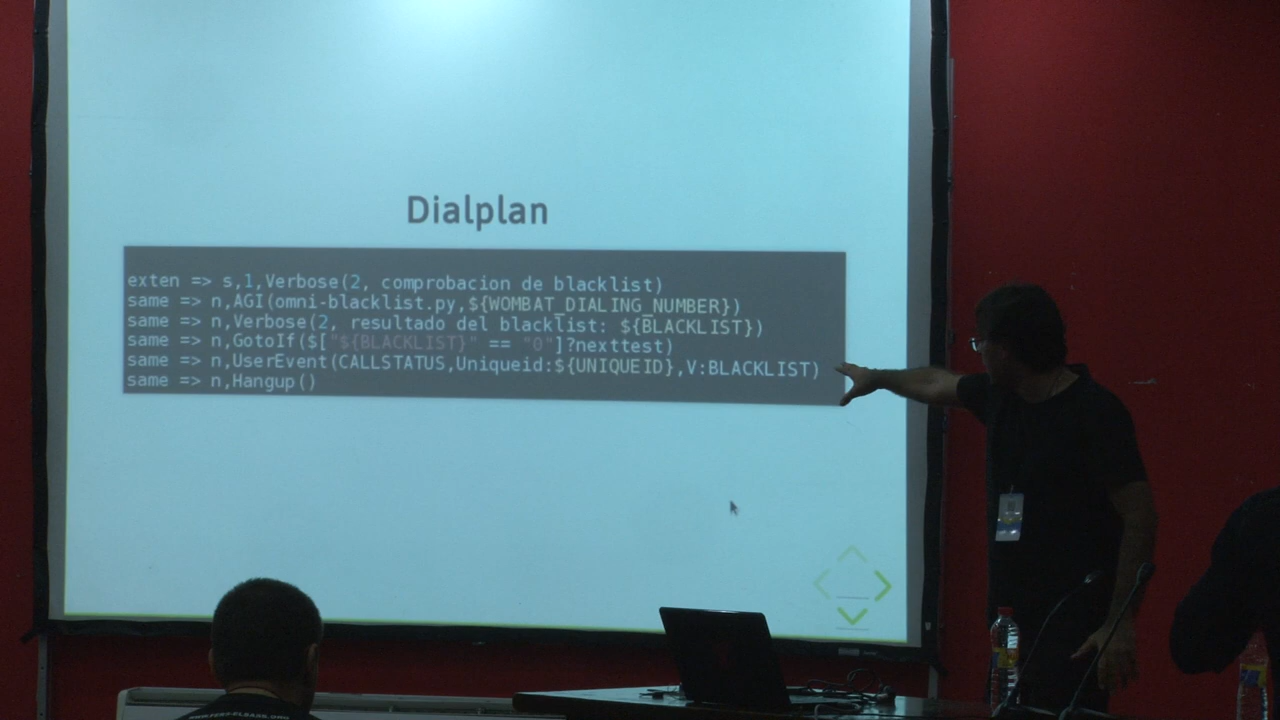 Dialplan
exten => s,1,Verbose(2, comprobacion de blacklist)
same => n,AGI(omni-blacklist.py,${WOMBAT_DIALING_NUMBER})
same => n,Verbose(2, resultado del blacklist: ${BLACKLIST})
same => n,GotoIf($["${BLACKLIST}" == "0"]?nexttest)
same => n,UserEvent(CALLSTATUS,Uniqueid:${UNIQUEID},V:BLACKLIST)
same => n,Hangup()